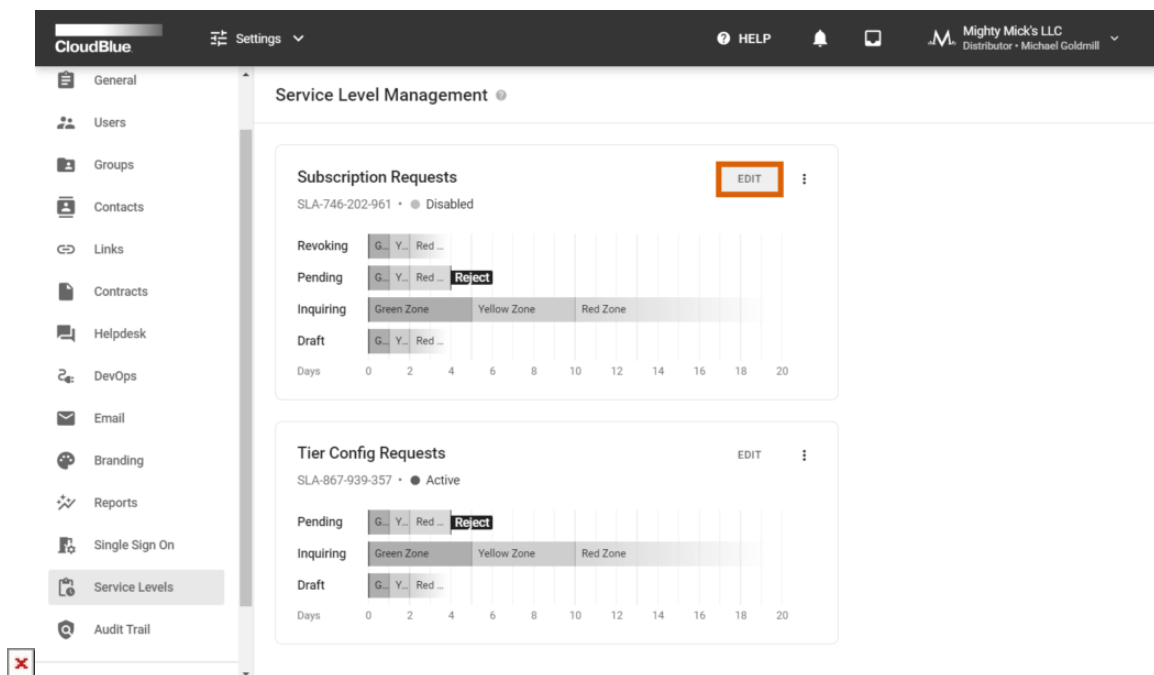 CloudBlue.
Settings
HELP
Mighty Mick's LLC
Distributor • Michael Goldmill
General
Users
Groups
Contacts
Links
Contracts
Helpdesk
DevOps
Email
Branding
Reports
Single Sign On
Service Levels
Audit Trail
Service Level Management
Subscription Requests
EDIT
SLA-746-202-961 • Disabled
Revoking G... Y... Red ...
Pending G... Y... Red ... Reject
Inquiring Green Zone Yellow Zone Red Zone
Draft G... Y... Red ...
Days 0 2 4 6 8 10 12 14 16 18 20
Tier Config Requests
EDIT
SLA-867-939-357 • Active
Pending G... Y... Red ... Reject
Inquiring Green Zone Yellow Zone Red Zone
Draft G... Y... Red ...
Days 0 2 4 6 8 10 12 14 16 18 20